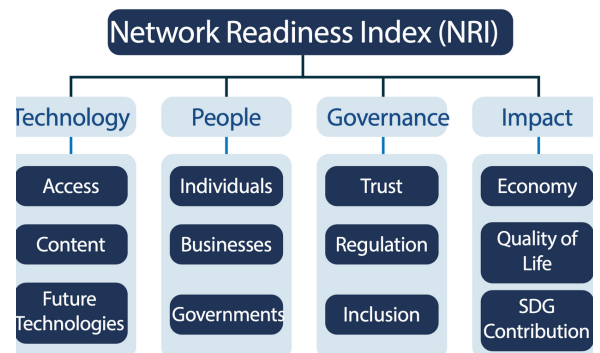 Network Readiness Index (NRI)
Technology
People
Governance
Impact
Access
Individuals
Trust
Economy
Content
Businesses
Regulation
Quality of
Life
Future
Technologies
Governments
Inclusion
SDG
Contribution